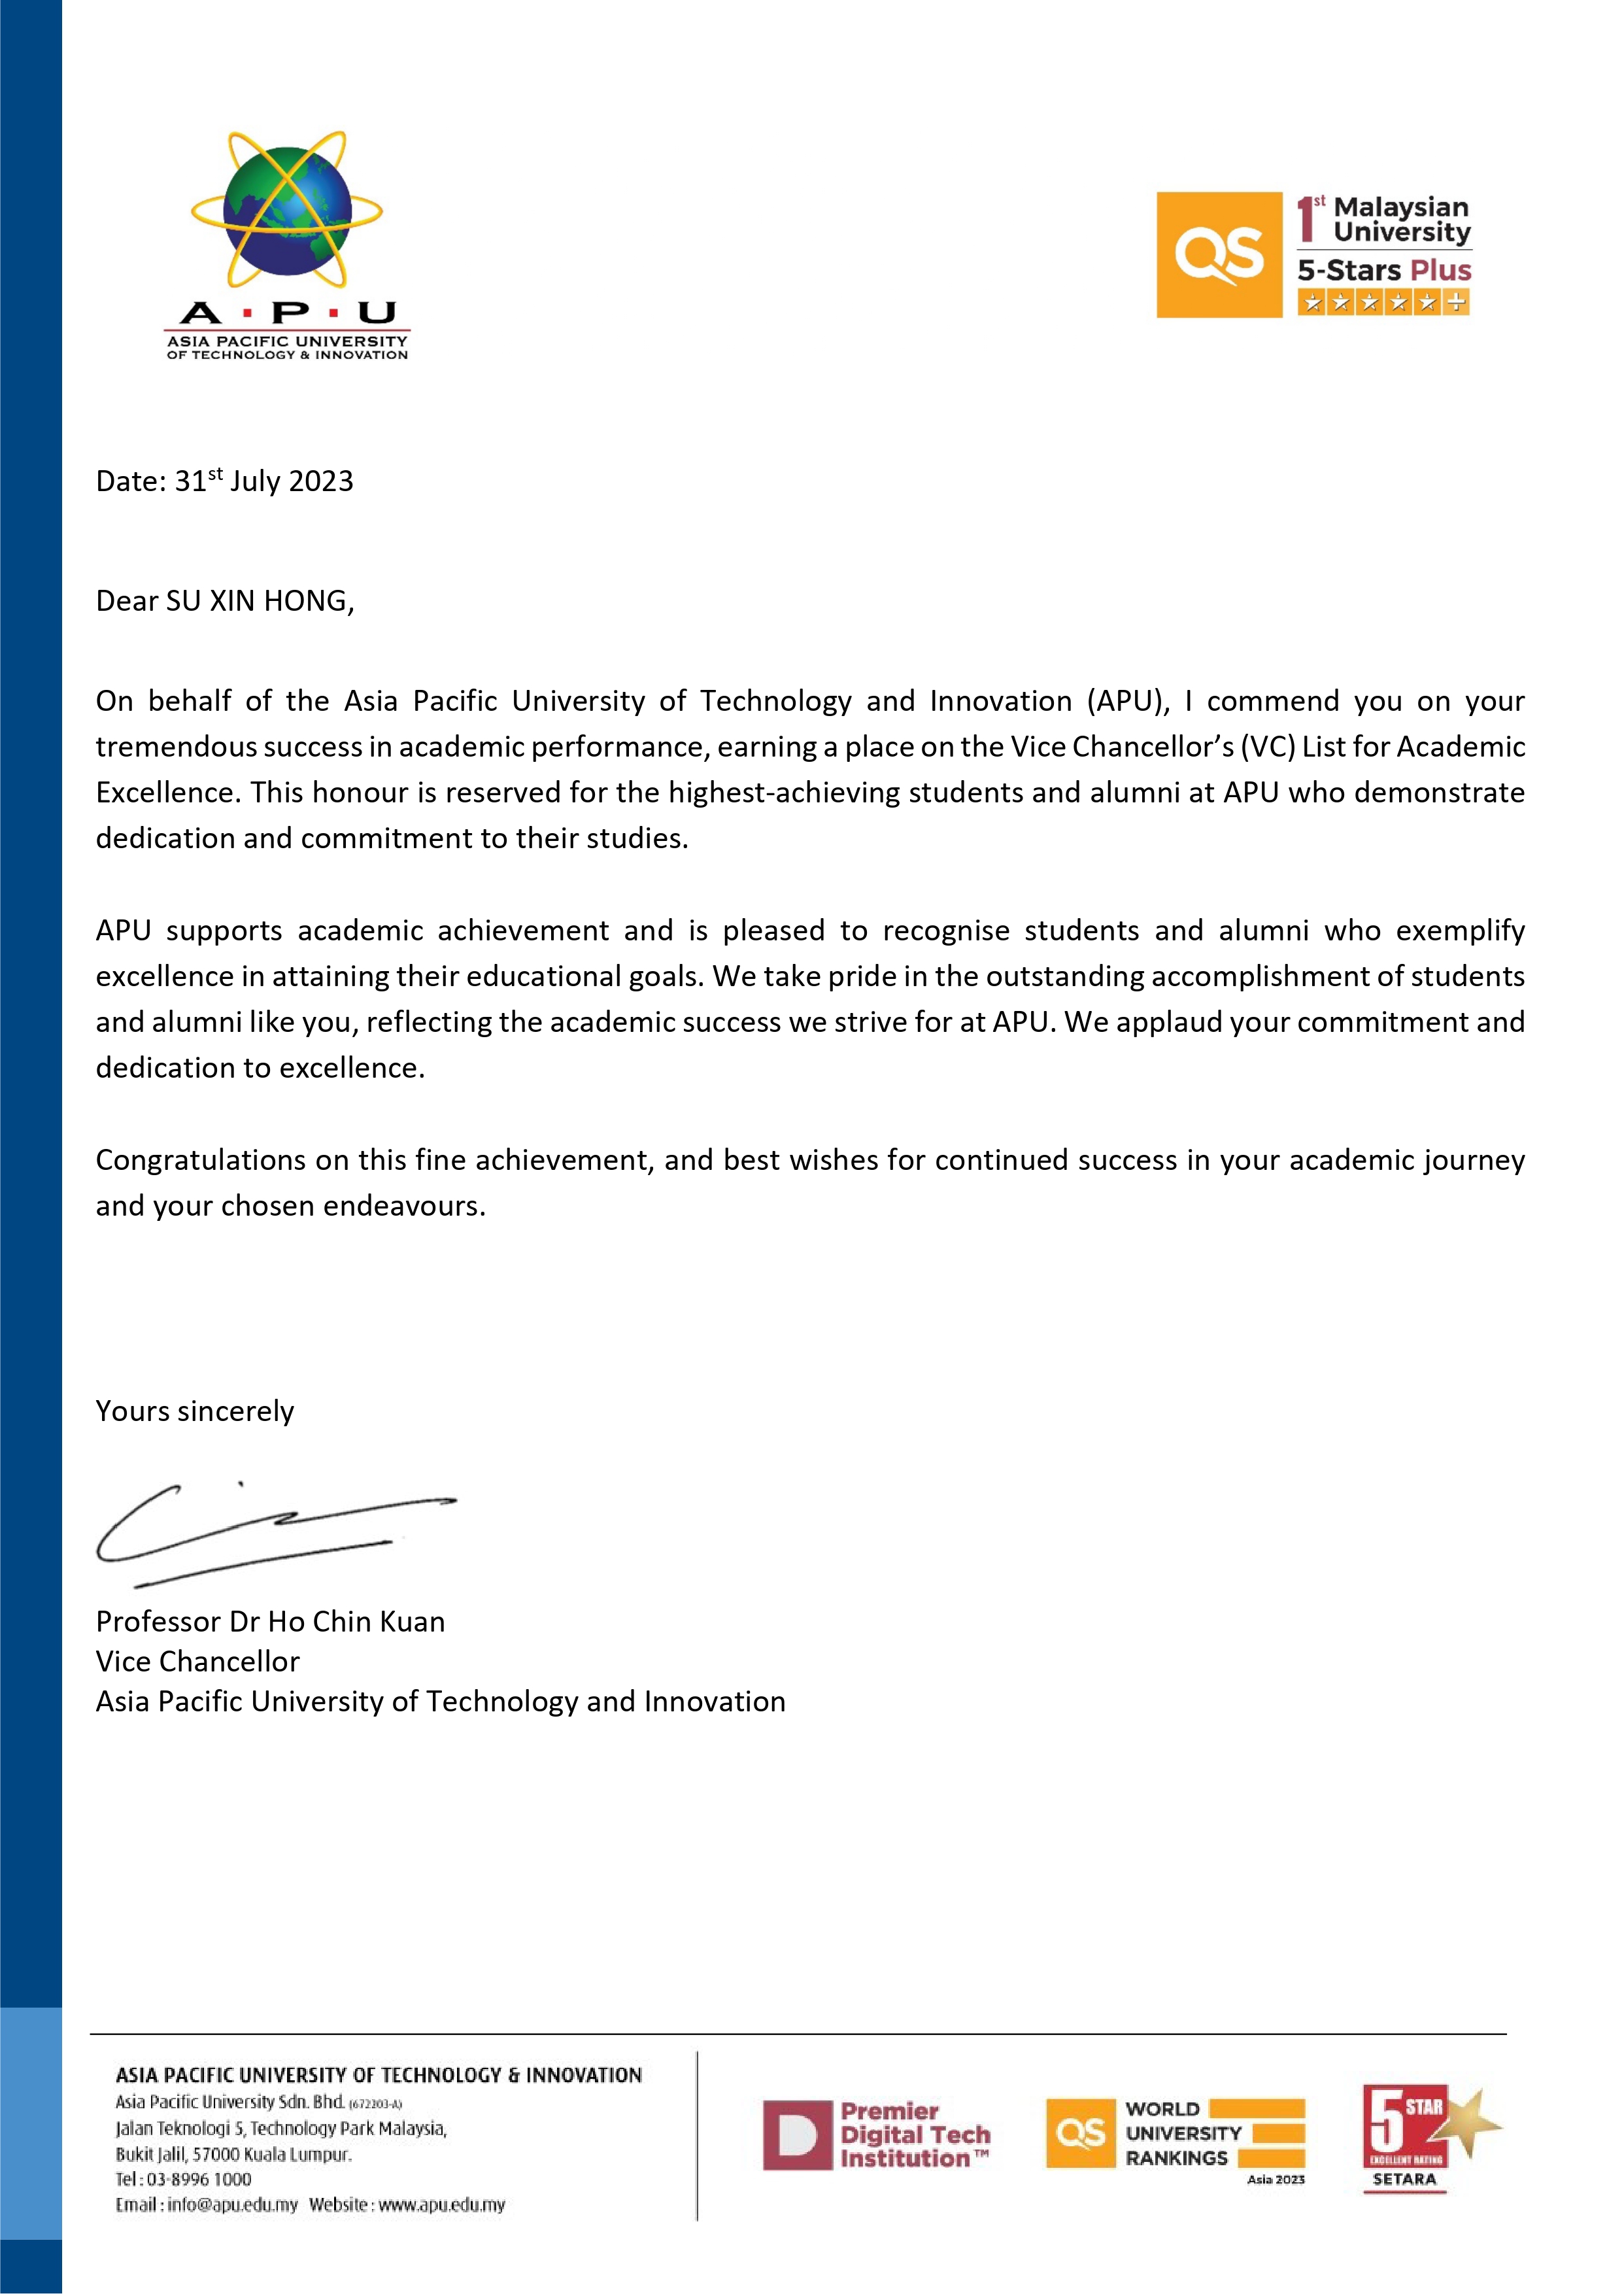 A · P · U
ASIA PACIFIC UNIVERSITY
OF TECHNOLOGY & INNOVATION
QS
1st Malaysian
University
5-Stars Plus
Date: 31st July 2023
Dear SU XIN HONG,
On behalf of the Asia Pacific University of Technology and Innovation (APU), I commend you on your
tremendous success in academic performance, earning a place on the Vice Chancellor’s (VC) List for Academic
Excellence. This honour is reserved for the highest-achieving students and alumni at APU who demonstrate
dedication and commitment to their studies.
APU supports academic achievement and is pleased to recognise students and alumni who exemplify
excellence in attaining their educational goals. We take pride in the outstanding accomplishment of students
and alumni like you, reflecting the academic success we strive for at APU. We applaud your commitment and
dedication to excellence.
Congratulations on this fine achievement, and best wishes for continued success in your academic journey
and your chosen endeavours.
Yours sincerely
Professor Dr Ho Chin Kuan
Vice Chancellor
Asia Pacific University of Technology and Innovation
ASIA PACIFIC UNIVERSITY OF TECHNOLOGY & INNOVATION
Asia Pacific University Sdn. Bhd. (672203-A)
Jalan Teknologi 5, Technology Park Malaysia,
Bukit Jalil, 57000 Kuala Lumpur.
Tel : 03-8996 1000
Email : info@apu.edu.my Website : www.apu.edu.my
D
Premier
Digital Tech
Institution™
QS
WORLD
UNIVERSITY
RANKINGS
Asia 2023
5 STAR
EXCELLENT RATING
SETARA